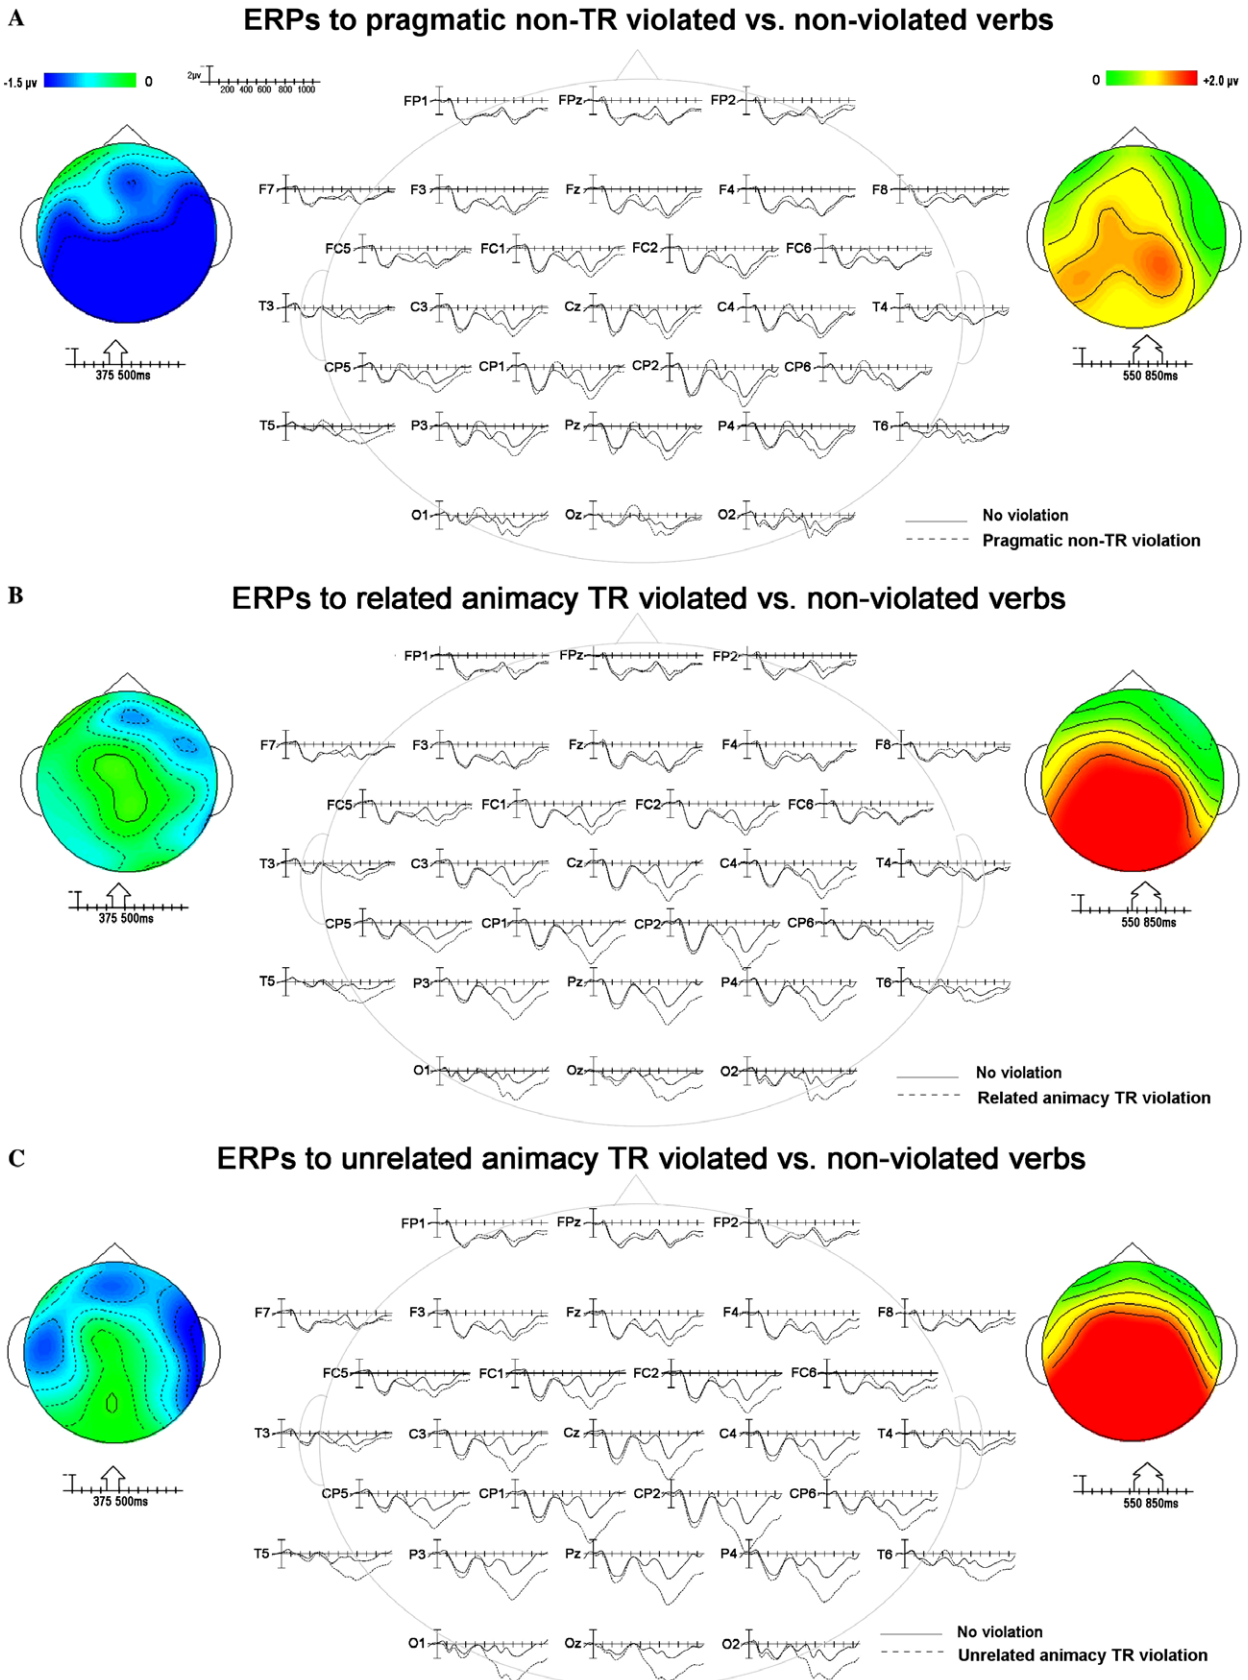 A
ERPs to pragmatic non-TR violated vs. non-violated verbs
-1.5 µv 0
2µv
200 400 600 800 1000
0 +2.0 µv
FP1 FPz FP2
F7 F3 Fz F4 F8
FC5 FC1 FC2 FC6
T3 C3 Cz C4 T4
375 500ms
550 850ms
CP5 CP1 CP2 CP6
T5 P3 Pz P4 T6
O1 Oz O2
No violation
Pragmatic non-TR violation
B
ERPs to related animacy TR violated vs. non-violated verbs
FP1 FPz FP2
F7 F3 Fz F4 F8
FC5 FC1 FC2 FC6
T3 C3 Cz C4 T4
375 500ms
550 850ms
CP5 CP1 CP2 CP6
T5 P3 Pz P4 T6
O1 Oz O2
No violation
Related animacy TR violation
C
ERPs to unrelated animacy TR violated vs. non-violated verbs
FP1 FPz FP2
F7 F3 Fz F4 F8
FC5 FC1 FC2 FC6
T3 C3 Cz C4 T4
CP5 CP1 CP2 CP6
375 500ms
550 850ms
T5 P3 Pz P4 T6
O1 Oz O2
No violation
Unrelated animacy TR violation